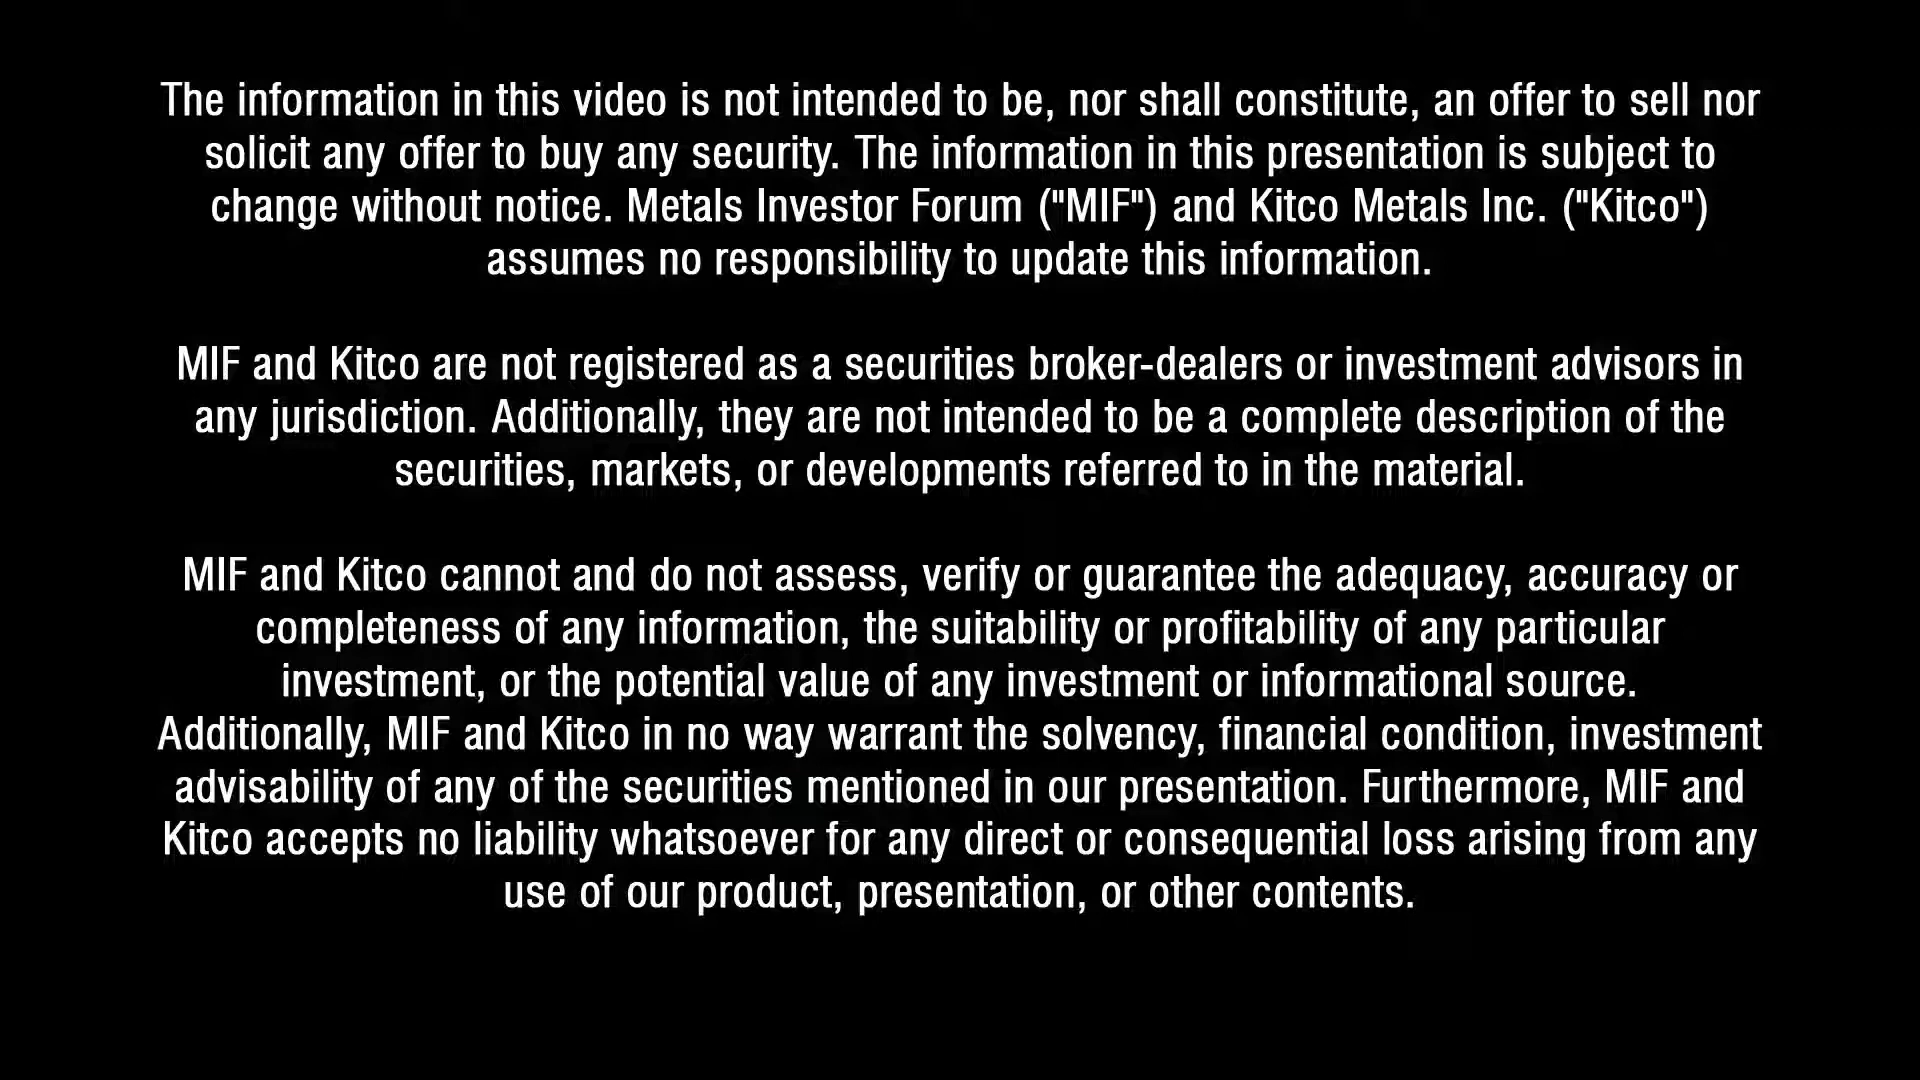 The information in this video is not intended to be, nor shall constitute, an offer to sell nor
solicit any offer to buy any security. The information in this presentation is subject to
change without notice. Metals Investor Forum ("MIF") and Kitco Metals Inc. ("Kitco")
assumes no responsibility to update this information.
MIF and Kitco are not registered as a securities broker-dealers or investment advisors in
any jurisdiction. Additionally, they are not intended to be a complete description of the
securities, markets, or developments referred to in the material.
MIF and Kitco cannot and do not assess, verify or guarantee the adequacy, accuracy or
completeness of any information, the suitability or profitability of any particular
investment, or the potential value of any investment or informational source.
Additionally, MIF and Kitco in no way warrant the solvency, financial condition, investment
advisability of any of the securities mentioned in our presentation. Furthermore, MIF and
Kitco accepts no liability whatsoever for any direct or consequential loss arising from any
use of our product, presentation, or other contents.